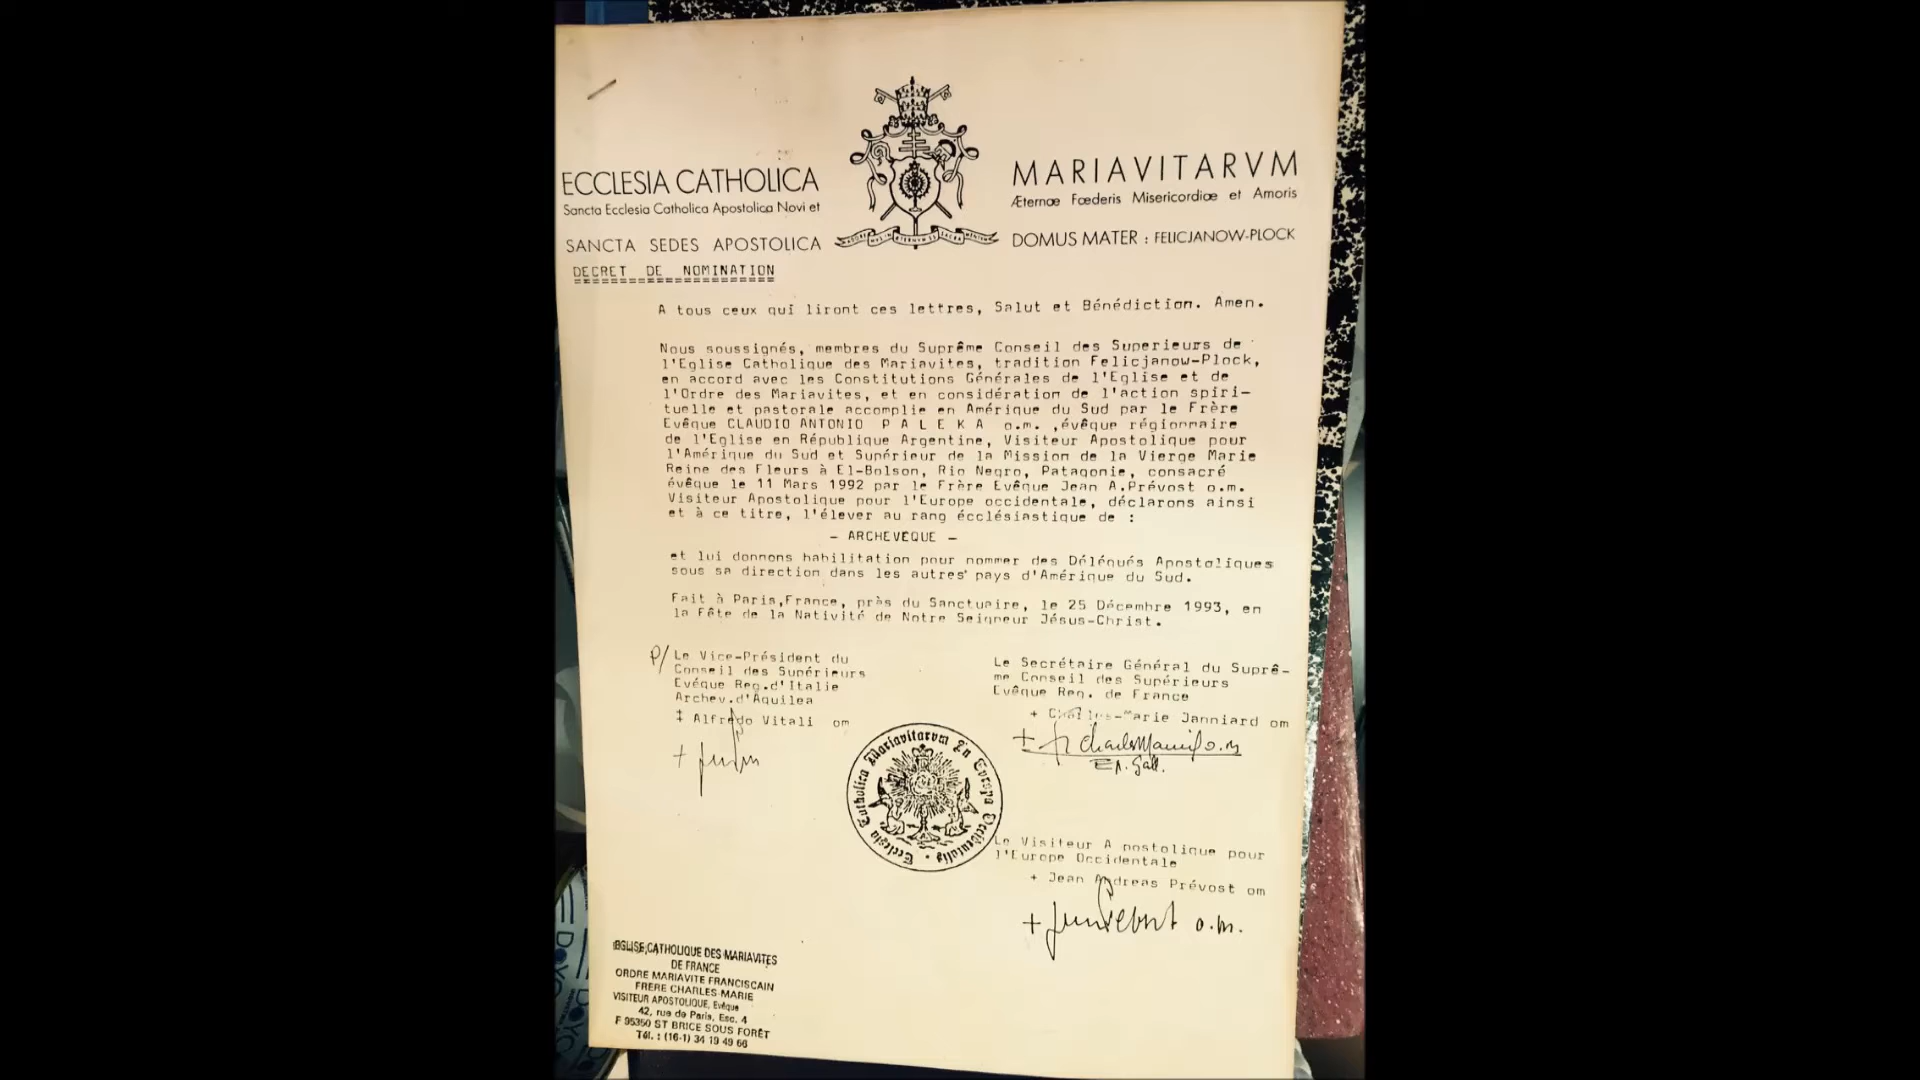 ECCLESIA CATHOLICA MARIAVITARVM
Sancta Ecclesia Catholica Apostolica Novi et Æternæ Fœderis Misericordiæ et Amoris
SANCTA SEDES APOSTOLICA DOMUS MATER : FELICJANOW-PLOCK
DECRET DE NOMINATION
A tous ceux qui liront ces lettres, Salut et Bénédiction. Amen.
Nous soussignés, membres du Suprême Conseil des Superieurs de
l'Eglise Catholique des Mariavites, tradition Felicjanow-Plock,
en accord avec les Constitutions Générales de l'Eglise et de
l'Ordre des Mariavites, et en considération de l'action spiri-
tuelle et pastorale accomplie en Amérique du Sud par le Frère
Evêque CLAUDIO ANTONIO P A L E K A o.m. ,évêque régionnaire
de l'Eglise en République Argentine, Visiteur Apostolique pour
l'Amérique du Sud et Supérieur de la Mission de la Vierge Marie
Reine des Fleurs à El-Bolson, Rio Negro, Patagonie, consacré
évêque le 11 Mars 1992 par le Frère Evêque Jean A.Prévost o.m.
Visiteur Apostolique pour l'Europe occidentale, déclarons ainsi
et à ce titre, l'élever au rang écclésiastique de :
- ARCHEVEQUE -
et lui donnons habilitation pour nommer des Délégués Apostoliques
sous sa direction dans les autres pays d'Amérique du Sud.
Fait à Paris,France, près du Sanctuaire, le 25 Décembre 1993, en
la Fête de la Nativité de Notre Seigneur Jésus-Christ.
P/ Le Vice-Président du
Conseil des Supérieurs
Evéque Reg.d'Italie
Archev.d'Aquilea
‡ Alfredo Vitali om
Le Secrétaire Général du Suprê-
me Conseil des Supérieurs
Evêque Reg. de France
+ Charles-Marie Janniard om
Ecclesia Catholica Mariavitarvm In Evropa Occidentalis
Le Visiteur A postolique pour
l'Europe Occidentale
+ Jean Andreas Prévost om
o.m.
EGLISE CATHOLIQUE DES MARIAVITES
DE FRANCE
ORDRE MARIAVITE FRANCISCAIN
FRERE CHARLES-MARIE
VISITEUR APOSTOLIQUE, Evêque
42, rue de Paris, Esc. 4
F 95350 ST BRICE SOUS FORÊT
Tél. : (16-1) 34 19 49 66